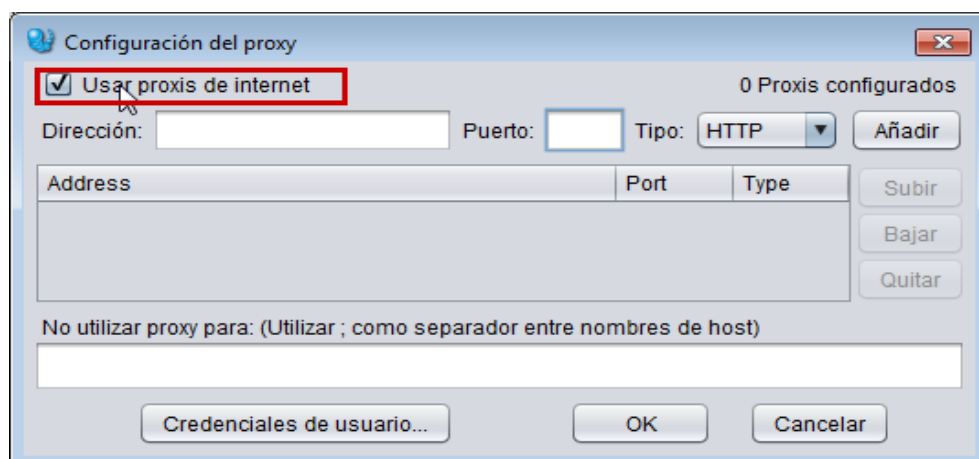 Configuración del proxy
Usar proxis de internet 0 Proxis configurados
Dirección: Puerto: Tipo: HTTP Añadir
Address Port Type Subir
Bajar
Quitar
No utilizar proxy para: (Utilizar ; como separador entre nombres de host)
Credenciales de usuario... OK Cancelar